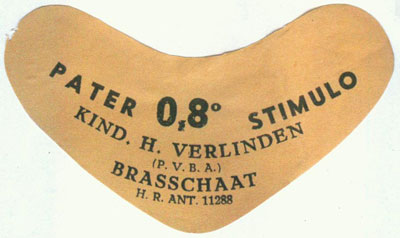 PATER 0,8° STIMULO
KIND. H. VERLINDEN
(P.V.B.A.)
BRASSCHAAT
H. R. ANT. 11288